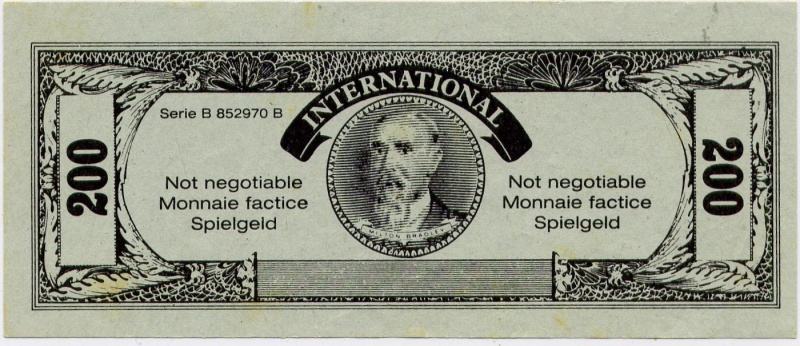 INTERNATIONAL
Serie B 852970 B
200
200
Not negotiable
Monnaie factice
Spielgeld
Not negotiable
Monnaie factice
Spielgeld
MILTON BRADLEY